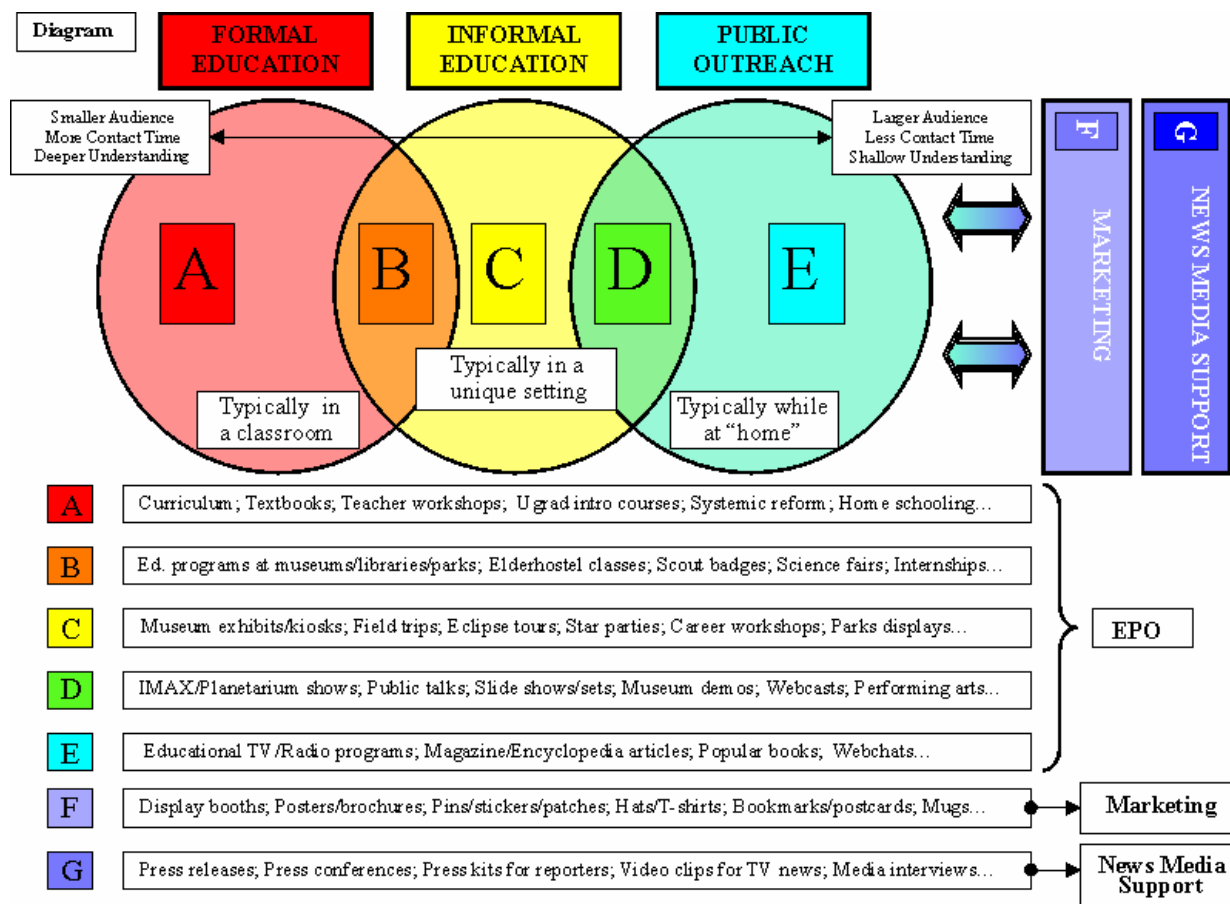 Diagram
FORMAL
EDUCATION
INFORMAL
EDUCATION
PUBLIC
OUTREACH
Smaller Audience
More Contact Time
Deeper Understanding
Larger Audience
Less Contact Time
Shallow Understanding
F
MARKETING
G
NEWS MEDIA SUPPORT
A
B
C
D
E
Typically in
a classroom
Typically in a
unique setting
Typically while
at “home”
A
Curriculum; Textbooks; Teacher workshops; Ugrad intro courses; Systemic reform; Home schooling...
B
Ed. programs at museums/libraries/parks; Elderhostel classes; Scout badges; Science fairs; Internships...
C
Museum exhibits/kiosks; Field trips; Eclipse tours; Star parties; Career workshops; Parks displays...
D
IMAX/Planetarium shows; Public talks; Slide shows/sets; Museum demos; Webcasts; Performing arts...
E
Educational TV/Radio programs; Magazine/Encyclopedia articles; Popular books; Webchats...
EPO
F
Display booths; Posters/brochures; Pins/stickers/patches; Hats/T-shirts; Bookmarks/postcards; Mugs...
Marketing
G
Press releases; Press conferences; Press kits for reporters; Video clips for TV news; Media interviews...
News Media
Support